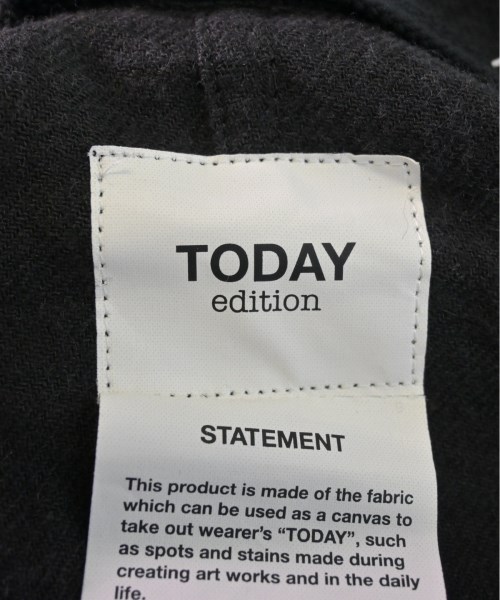 TODAY
edition
STATEMENT
This product is made of the fabric
which can be used as a canvas to
take out wearer's “TODAY”, such
as spots and stains made during
creating art works and in the daily
life.